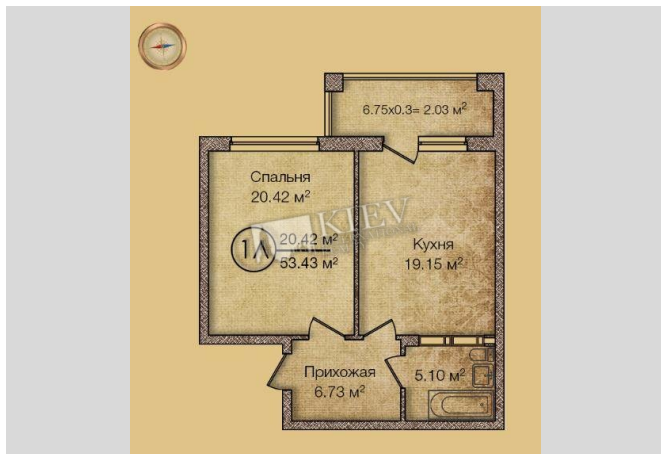 6.75x0.3= 2.03 м²
Спальня
20.42 м²
KIEV
1Л
20.42 м²
53.43 м²
Кухня
19.15 м²
Прихожая
6.73 м²
5.10 м²